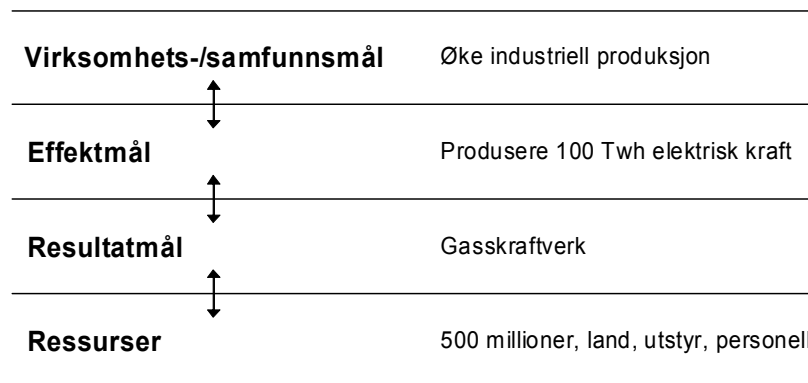 Virksomhets-/samfunnsmål Øke industriell produksjon
Effektmål Produsere 100 Twh elektrisk kraft
Resultatmål Gasskraftverk
Ressurser 500 millioner, land, utstyr, personell